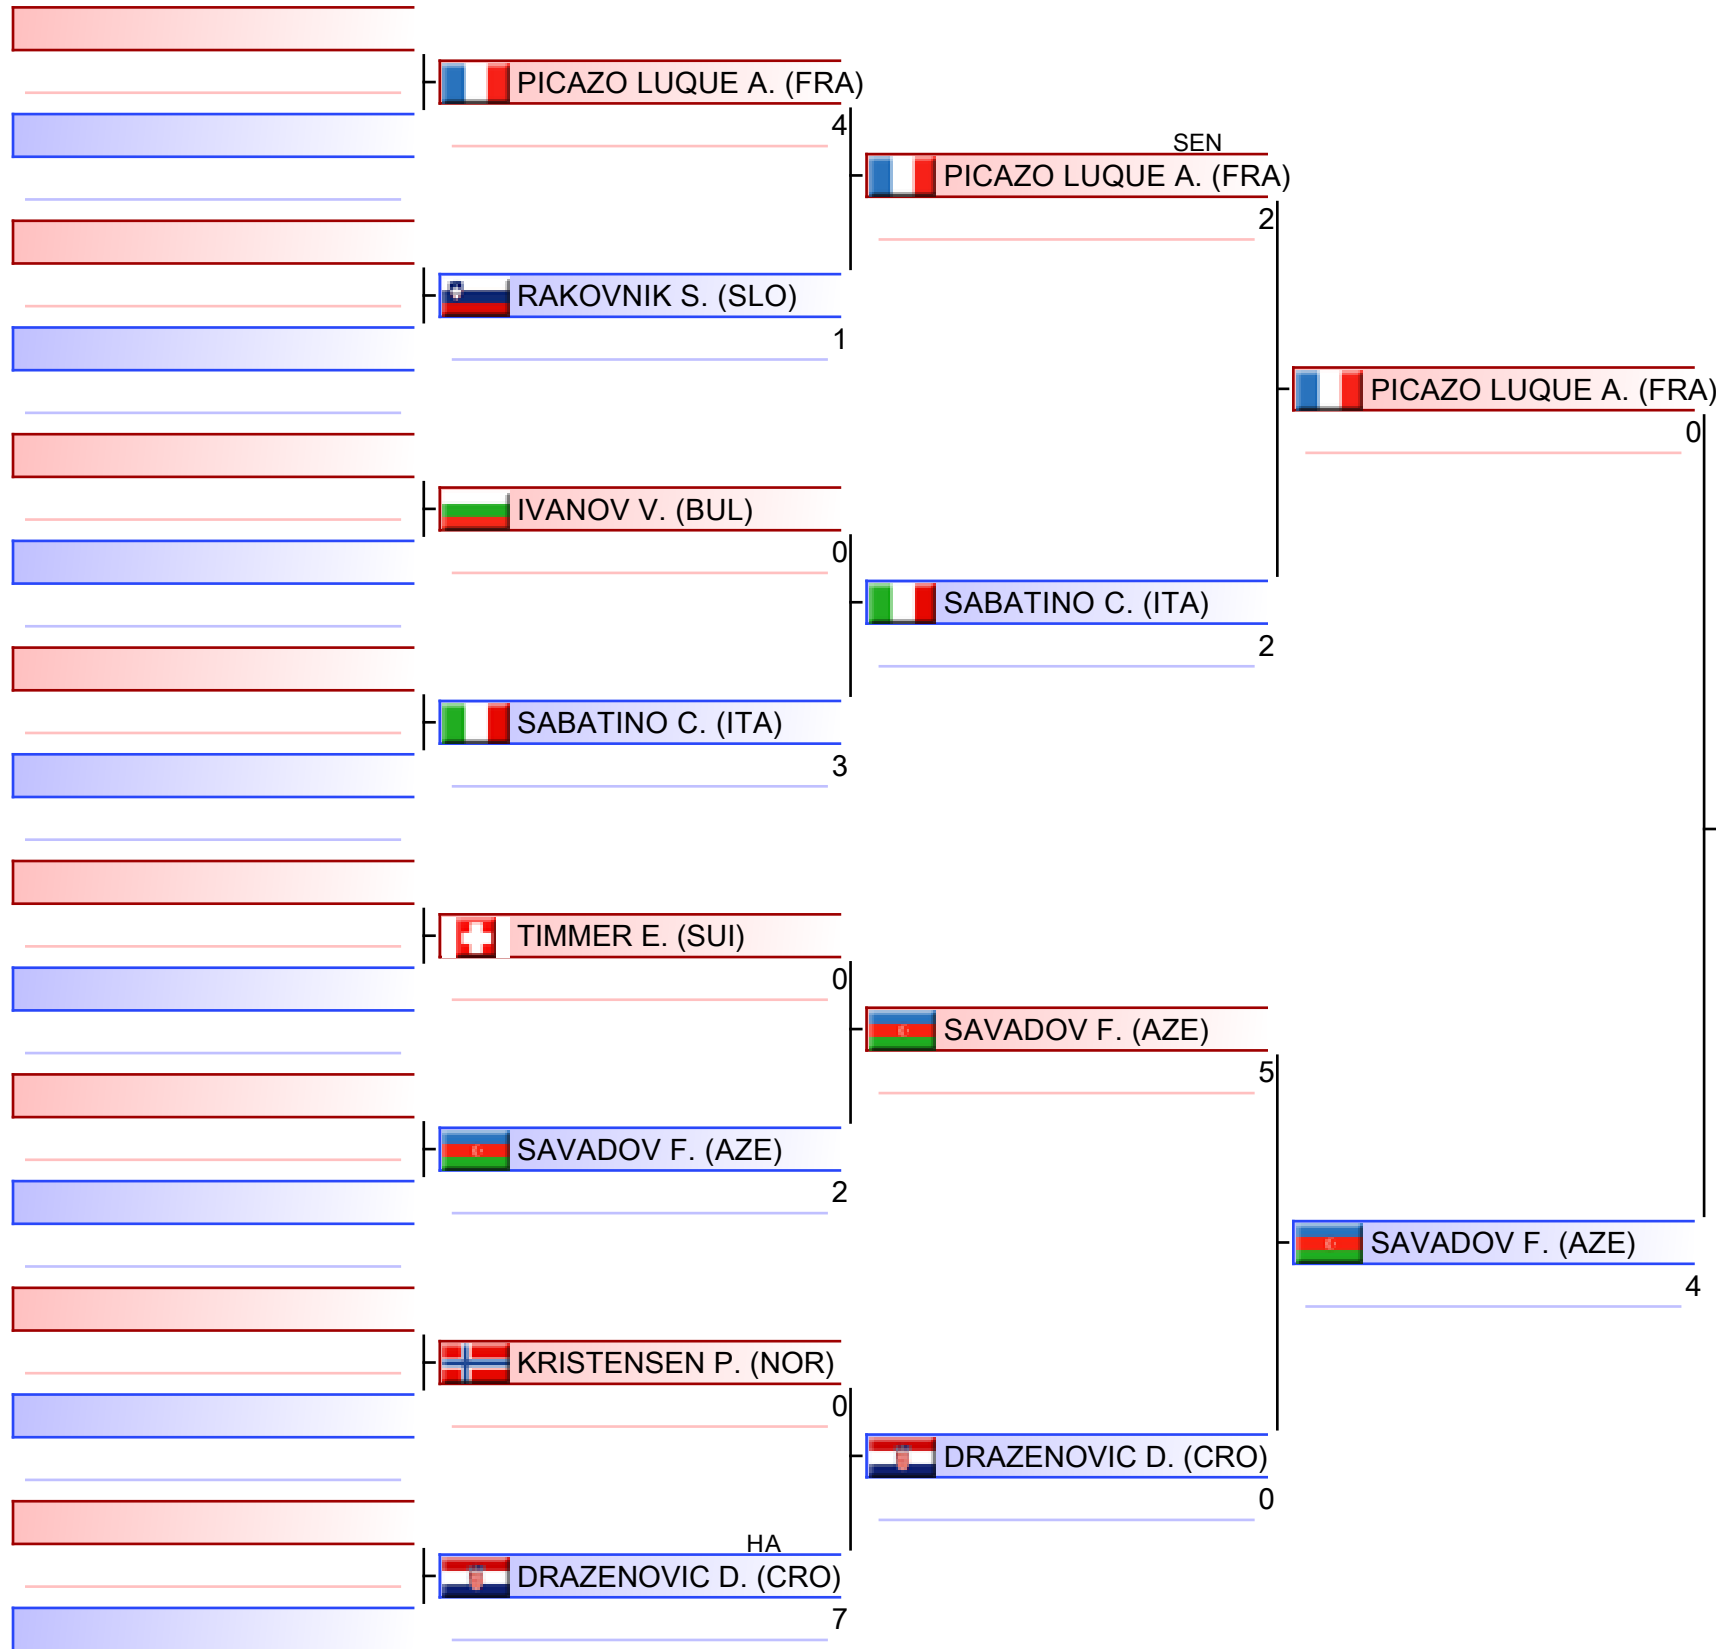 PICAZO LUQUE A. (FRA)
4
RAKOVNIK S. (SLO)
1
IVANOV V. (BUL)
0
SABATINO C. (ITA)
3
TIMMER E. (SUI)
0
SAVADOV F. (AZE)
2
KRISTENSEN P. (NOR)
0
HA
DRAZENOVIC D. (CRO)
7
SEN
PICAZO LUQUE A. (FRA)
2
SABATINO C. (ITA)
2
SAVADOV F. (AZE)
5
DRAZENOVIC D. (CRO)
0
PICAZO LUQUE A. (FRA)
0
SAVADOV F. (AZE)
4